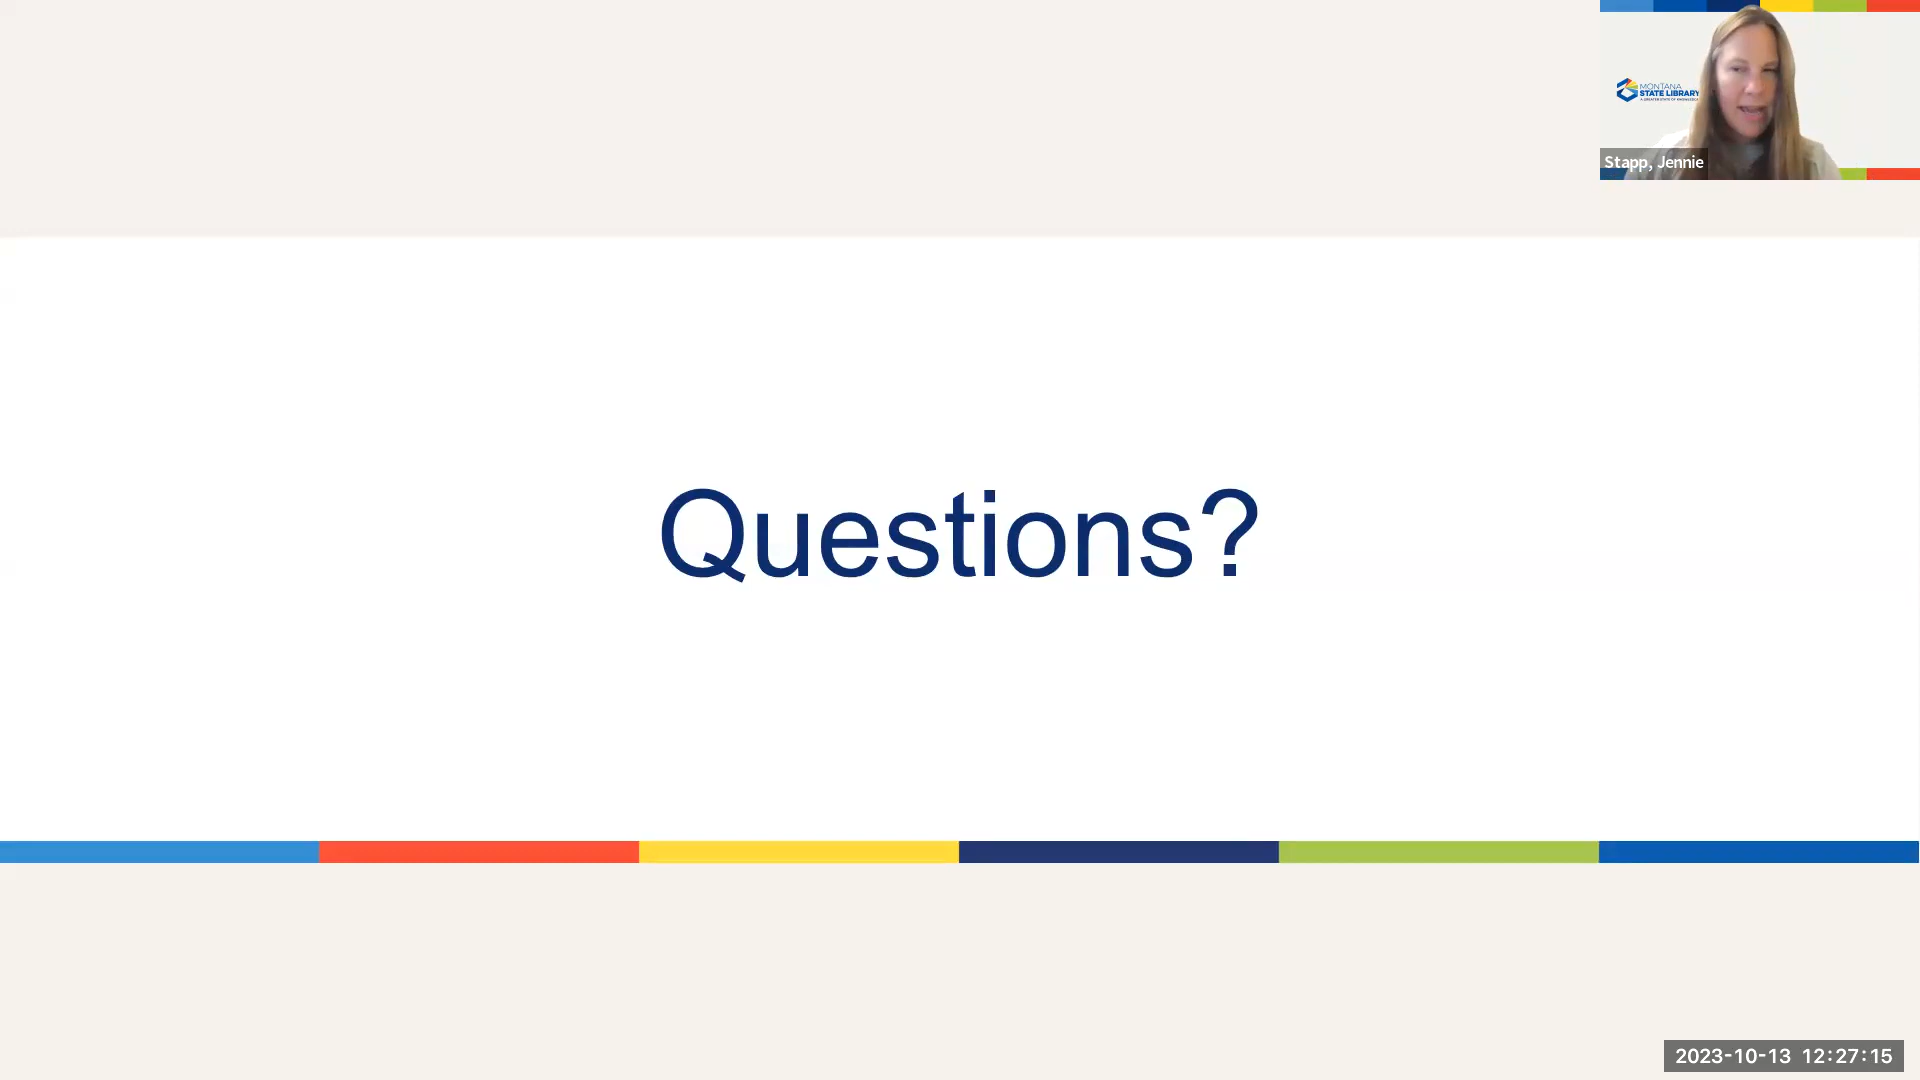 MONTANA
STATE LIBRARY
Stapp, Jennie
Questions?
2023-10-13 12:27:15